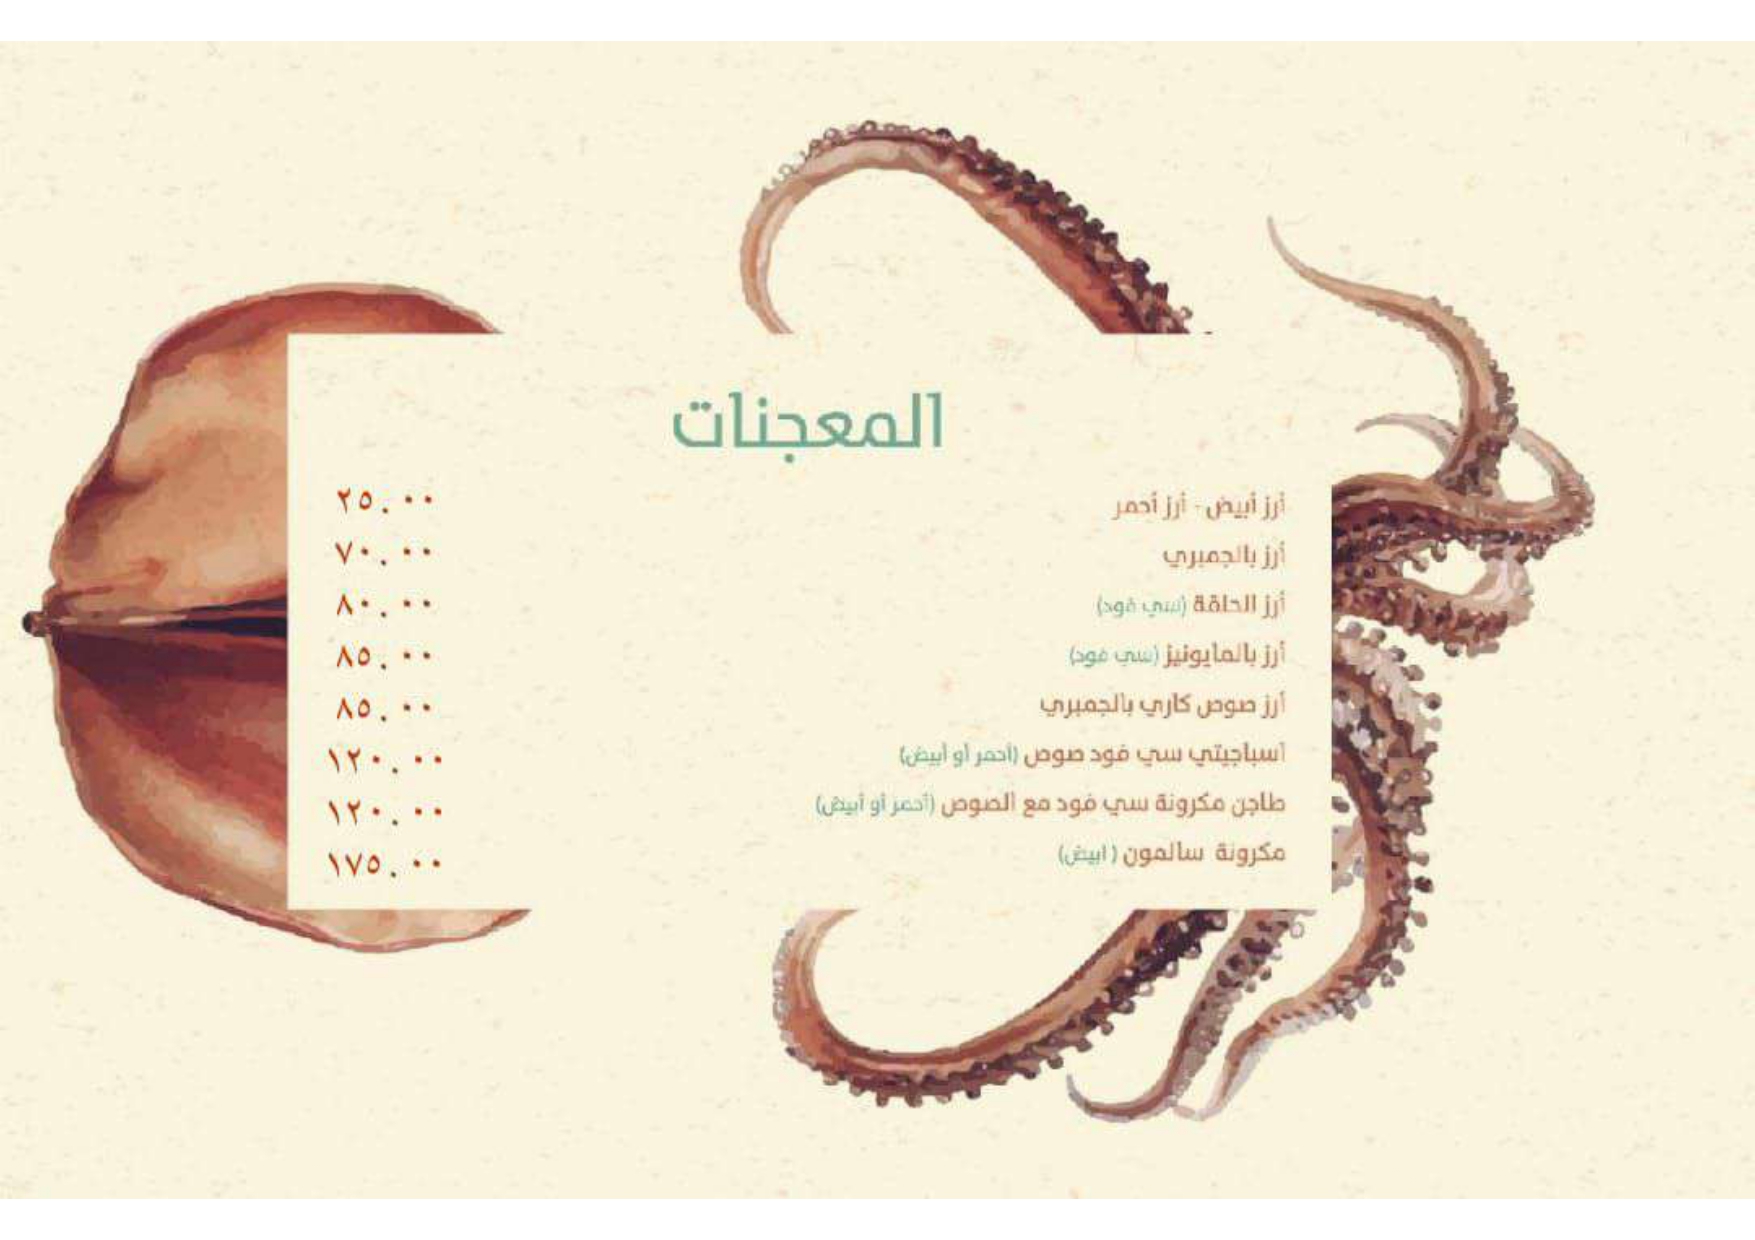 المعجنات
أرز أبيض - أرز أحمر ٢٥.٠٠
أرز بالجمبري ٧٠.٠٠
أرز الحلقة (سي فود) ٨٠.٠٠
أرز بالمايونيز (سي فود) ٨٥.٠٠
أرز صوص كاري بالجمبري ٨٥.٠٠
اسباجيتي سي فود صوص (أحمر أو أبيض) ١٢٠.٠٠
طاجن مكرونة سي فود مع الصوص (أحمر أو أبيض) ١٢٠.٠٠
مكرونة سالمون (ابيض) ١٧٥.٠٠